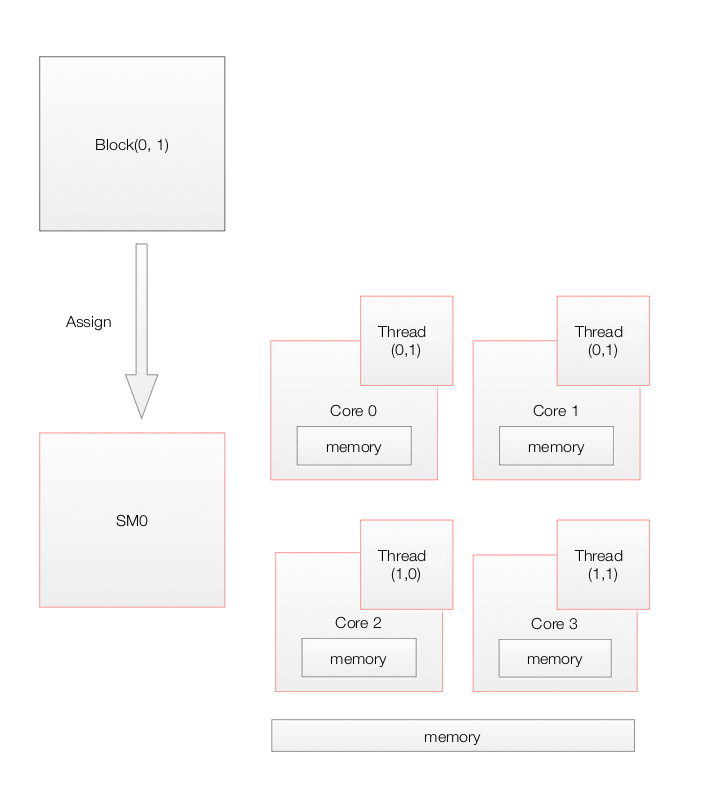 Block(0, 1)
Assign
SM0
Thread
(0,1)
Core 0
memory
Thread
(0,1)
Core 1
memory
Thread
(1,0)
Core 2
memory
Thread
(1,1)
Core 3
memory
memory